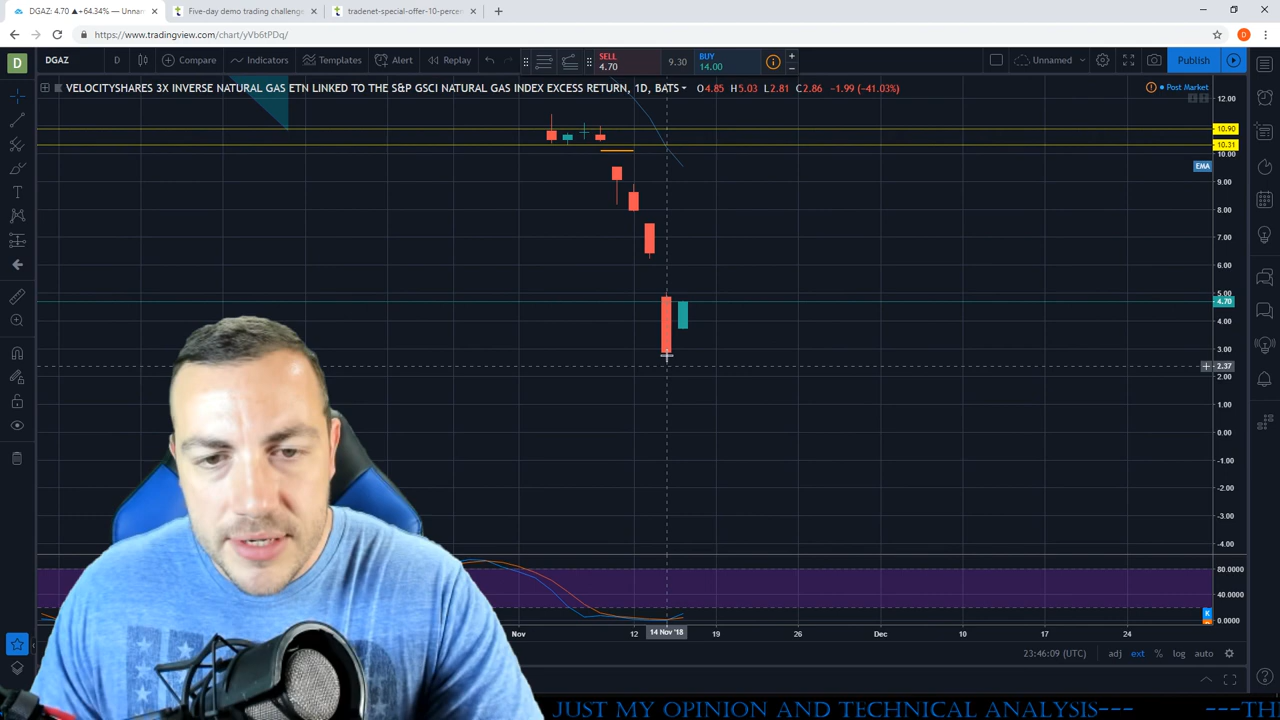 DGAZ: 4.70 ▲+64.34% — Unna
Five-day demo trading challeng
tradenet-special-offer-10-percen
https://www.tradingview.com/chart/yVb6tPDq/
D
D
DGAZ
D
Compare
Indicators
Templates
Alert
Replay
SELL
4.70
9.30
BUY
14.00
Unnamed
Publish
VELOCITYSHARES 3X INVERSE NATURAL GAS ETN LINKED TO THE S&P GSCI NATURAL GAS INDEX EXCESS RETURN, 1D, BATS
O4.85 H5.03 L2.81 C2.86 -1.99 (-41.03%)
Post Market
12.00
10.90
10.31
10.00
EMA
9.00
8.00
7.00
6.00
5.00
4.70
4.00
3.00
2.37
2.00
1.00
0.00
-1.00
-2.00
-3.00
-4.00
80.0000
40.0000
K
0.0000
Nov
12
14 Nov '18
19
26
Dec
10
17
24
23:46:09 (UTC)
adj
ext
%
log
auto
JUST MY OPINION AND TECHNICAL ANALYSIS--- ---TH